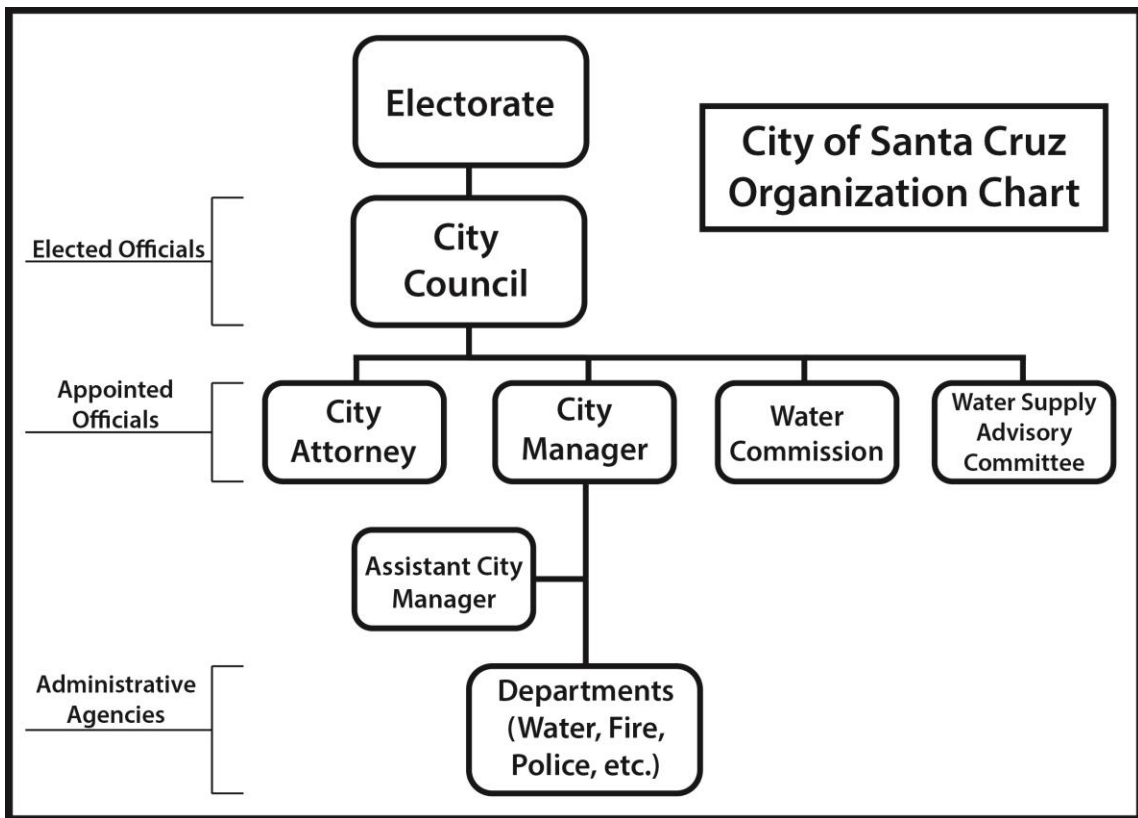 Electorate
City of Santa Cruz
Organization Chart
Elected Officials
City
Council
Appointed
Officials
City
Attorney
City
Manager
Water
Commission
Water Supply
Advisory
Committee
Assistant City
Manager
Administrative
Agencies
Departments
(Water, Fire,
Police, etc.)